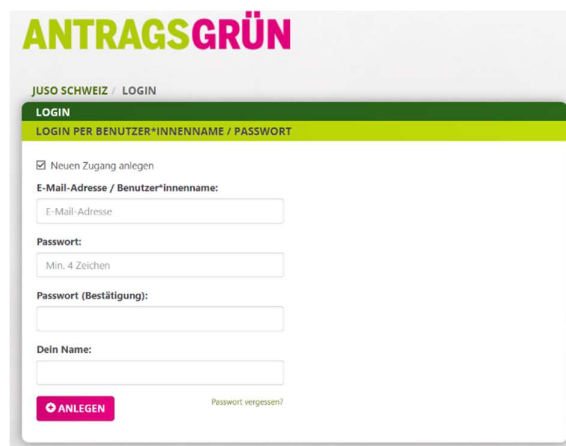 ANTRAGSGRÜN
JUSO SCHWEIZ / LOGIN
LOGIN
LOGIN PER BENUTZER*INNENNAME / PASSWORT
Neuen Zugang anlegen
E-Mail-Adresse / Benutzer*innenname:
E-Mail-Adresse
Passwort:
Min. 4 Zeichen
Passwort (Bestätigung):
Dein Name:
ANLEGEN Passwort vergessen?